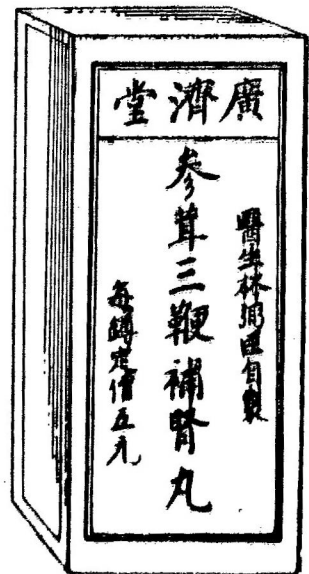 廣濟堂
醫生林弼臣自製
參茸三鞭補腎丸
每罇定價五元